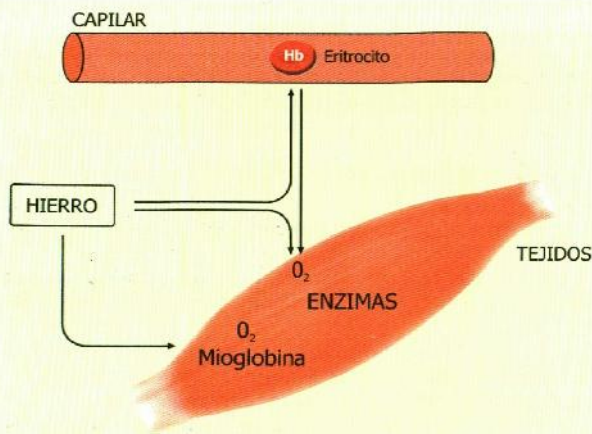 CAPILAR
Hb Eritrocito
HIERRO
TEJIDOS
O₂
ENZIMAS
O₂
Mioglobina